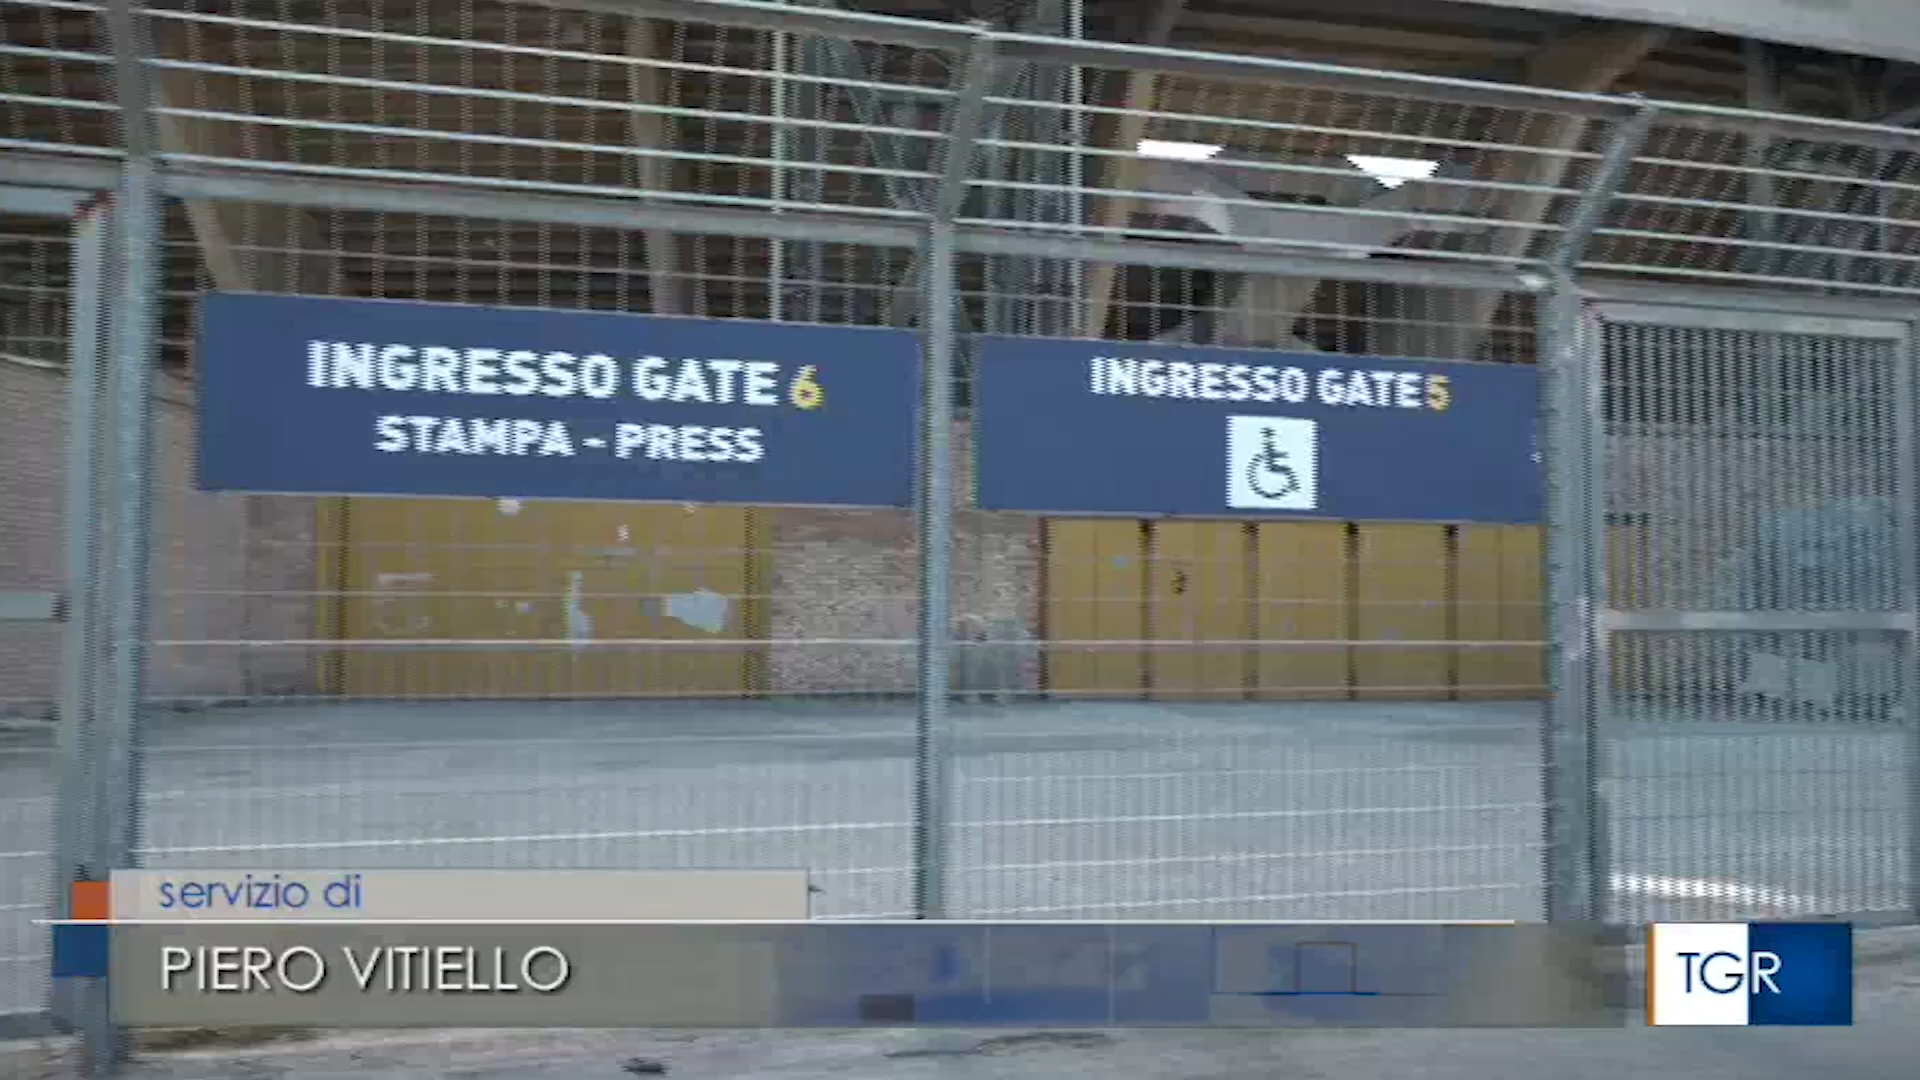 INGRESSO GATE 6
STAMPA - PRESS
INGRESSO GATE 5
servizio di
PIERO VITIELLO
TGR